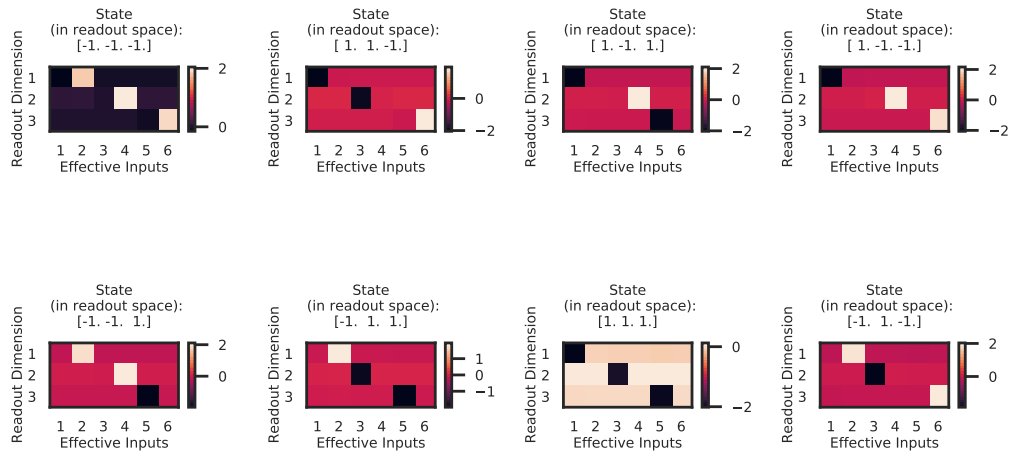 State
(in readout space):
[-1. -1. -1.]
Readout Dimension
1
2
3
2
0
1 2 3 4 5 6
Effective Inputs
State
(in readout space):
[ 1. 1. -1.]
Readout Dimension
1
2
3
0
−2
1 2 3 4 5 6
Effective Inputs
State
(in readout space):
[ 1. -1. 1.]
Readout Dimension
1
2
3
2
0
−2
1 2 3 4 5 6
Effective Inputs
State
(in readout space):
[ 1. -1. -1.]
Readout Dimension
1
2
3
2
0
−2
1 2 3 4 5 6
Effective Inputs
State
(in readout space):
[-1. -1. 1.]
Readout Dimension
1
2
3
2
0
1 2 3 4 5 6
Effective Inputs
State
(in readout space):
[-1. 1. 1.]
Readout Dimension
1
2
3
1
0
−1
1 2 3 4 5 6
Effective Inputs
State
(in readout space):
[1. 1. 1.]
Readout Dimension
1
2
3
0
−2
1 2 3 4 5 6
Effective Inputs
State
(in readout space):
[-1. 1. -1.]
Readout Dimension
1
2
3
2
0
1 2 3 4 5 6
Effective Inputs